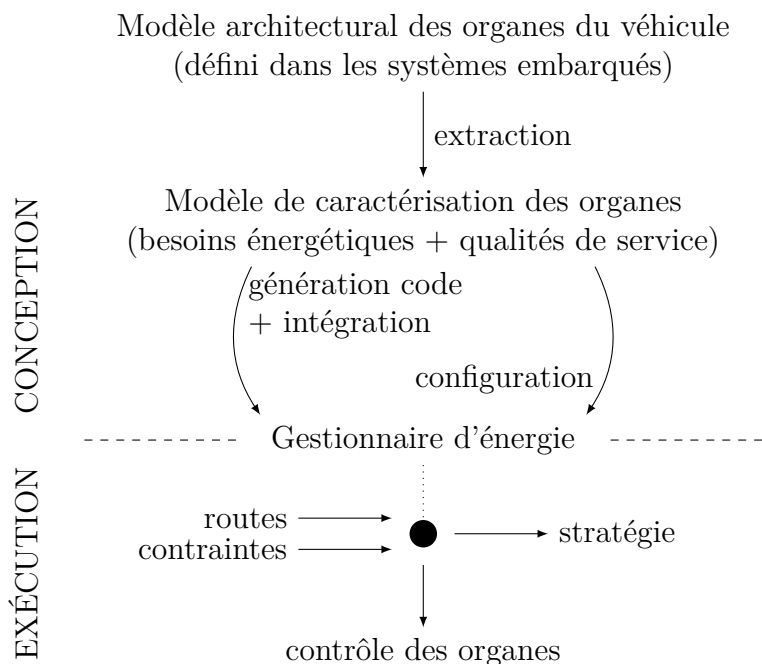 Modèle architectural des organes du véhicule
(défini dans les systèmes embarqués)
extraction
Modèle de caractérisation des organes
(besoins énergétiques + qualités de service)
génération code
+ intégration
configuration
CONCEPTION
Gestionnaire d'énergie
EXÉCUTION
routes
contraintes
stratégie
contrôle des organes